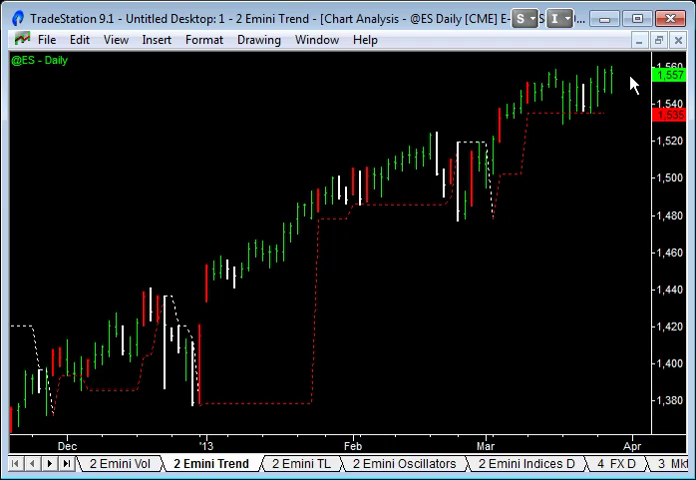 TradeStation 9.1 - Untitled Desktop: 1 - 2 Emini Trend - [Chart Analysis - @ES Daily [CME] E- S I 0...
File Edit View Insert Format Drawing Window Help
@ES - Daily
1,560
1,557
1,540
1,535
1,520
1,500
1,480
1,460
1,440
1,420
1,400
1,380
Dec '13 Feb Mar Apr
2 Emini Vol 2 Emini Trend 2 Emini TL 2 Emini Oscillators 2 Emini Indices D 4 FX D 3 Mkt